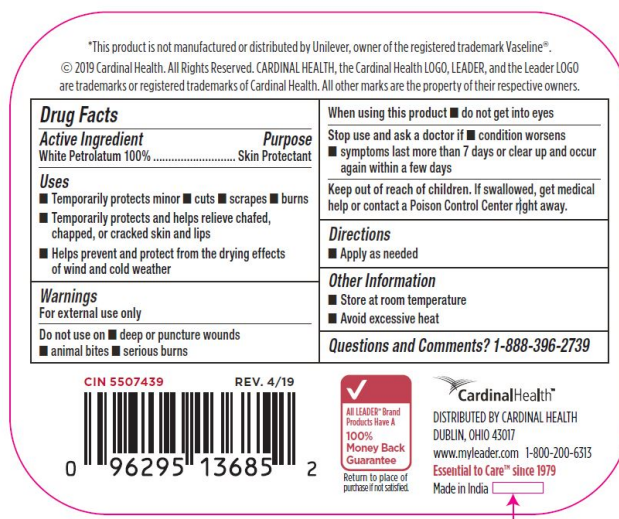 *This product is not manufactured or distributed by Unilever, owner of the registered trademark Vaseline®.
© 2019 Cardinal Health. All Rights Reserved. CARDINAL HEALTH, the Cardinal Health LOGO, LEADER, and the Leader LOGO
are trademarks or registered trademarks of Cardinal Health. All other marks are the property of their respective owners.
Drug Facts
Active Ingredient Purpose
White Petrolatum 100% ............................ Skin Protectant
Uses
■ Temporarily protects minor ■ cuts ■ scrapes ■ burns
■ Temporarily protects and helps relieve chafed,
chapped, or cracked skin and lips
■ Helps prevent and protect from the drying effects
of wind and cold weather
Warnings
For external use only
Do not use on ■ deep or puncture wounds
■ animal bites ■ serious burns
When using this product ■ do not get into eyes
Stop use and ask a doctor if ■ condition worsens
■ symptoms last more than 7 days or clear up and occur
again within a few days
Keep out of reach of children. If swallowed, get medical
help or contact a Poison Control Center right away.
Directions
■ Apply as needed
Other Information
■ Store at room temperature
■ Avoid excessive heat
Questions and Comments? 1-888-396-2739
CIN 5507439 REV. 4/19
0 96295 13685 2
All LEADER™ Brand
Products Have A
100%
Money Back
Guarantee
Return to place of
purchase if not satisfied.
CardinalHealth™
DISTRIBUTED BY CARDINAL HEALTH
DUBLIN, OHIO 43017
www.myleader.com 1-800-200-6313
Essential to Care™ since 1979
Made in India